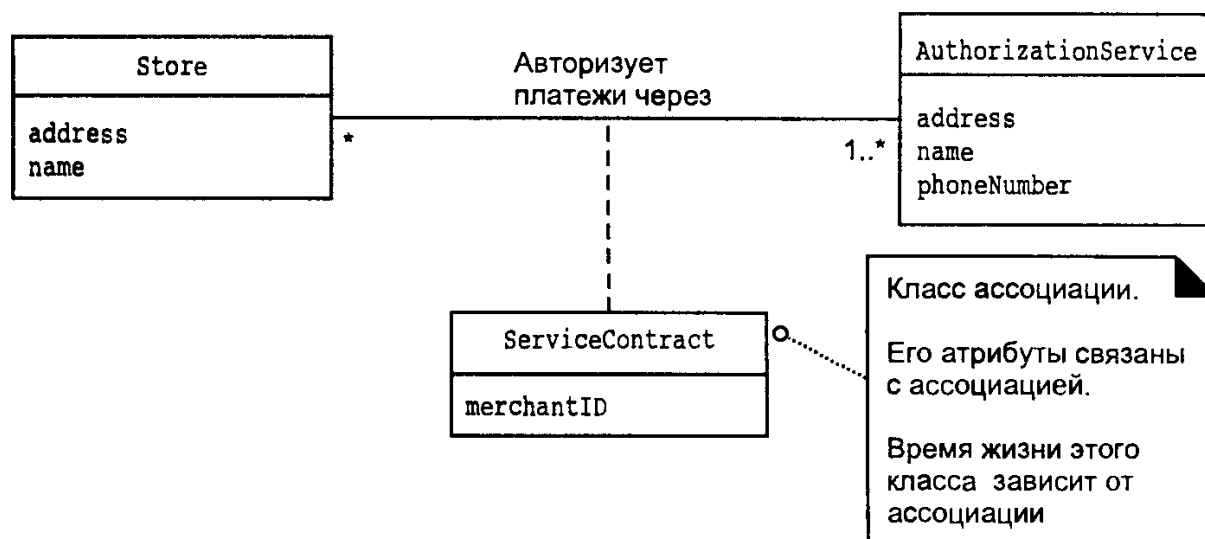 Store
address
name
Авторизует
платежи через
*
1..*
AuthorizationService
address
name
phoneNumber
ServiceContract
merchantID
Класс ассоциации.
Его атрибуты связаны
с ассоциацией.
Время жизни этого
класса зависит от
ассоциации